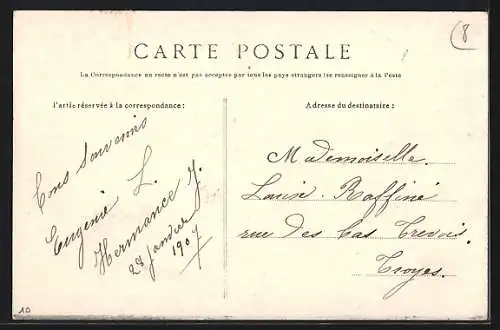 8
CARTE POSTALE
La Correspondance au recto n'est pas acceptée par tous les pays étrangers (se renseigner à la Poste
Partie réservée à la correspondance :
Adresse du destinataire :
Bons Souvenirs
Eugénie L.
Hermance J.
28 Janvier
1907
Mademoiselle
Raffiné
rue des bas Trevois.
Troyes.
AD